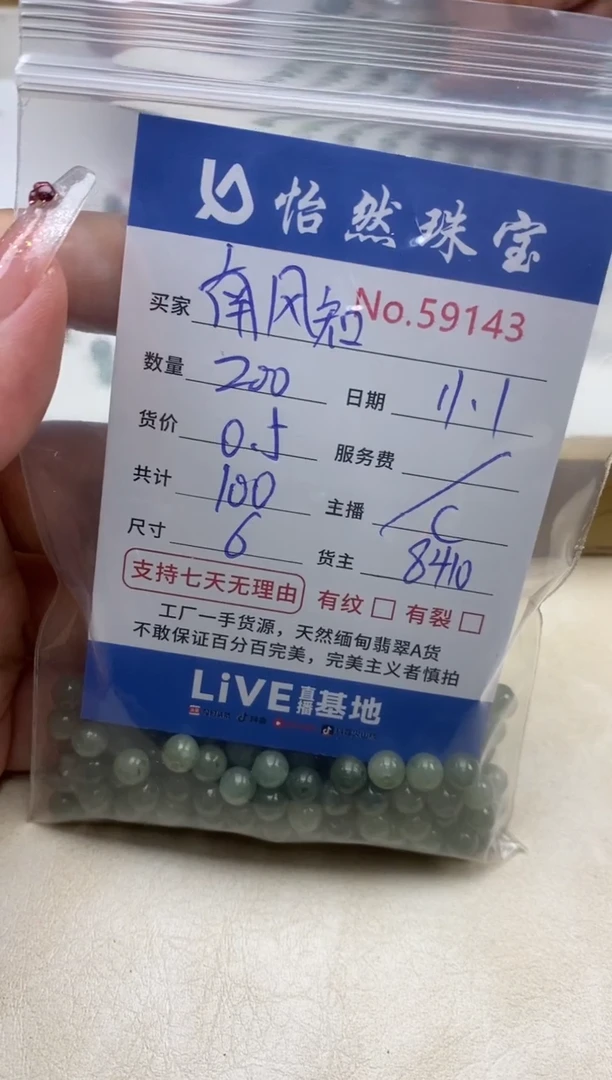 怡然珠宝
买家 南风知 No.59143
数量 200 日期 11.1
货价 0.5 服务费 /
共计 100 主播 C
尺寸 6 货主 8410
支持七天无理由 有纹 □ 有裂 □
工厂一手货源，天然缅甸翡翠A货
不敢保证百分百完美，完美主义者慎拍
LiVE直播基地